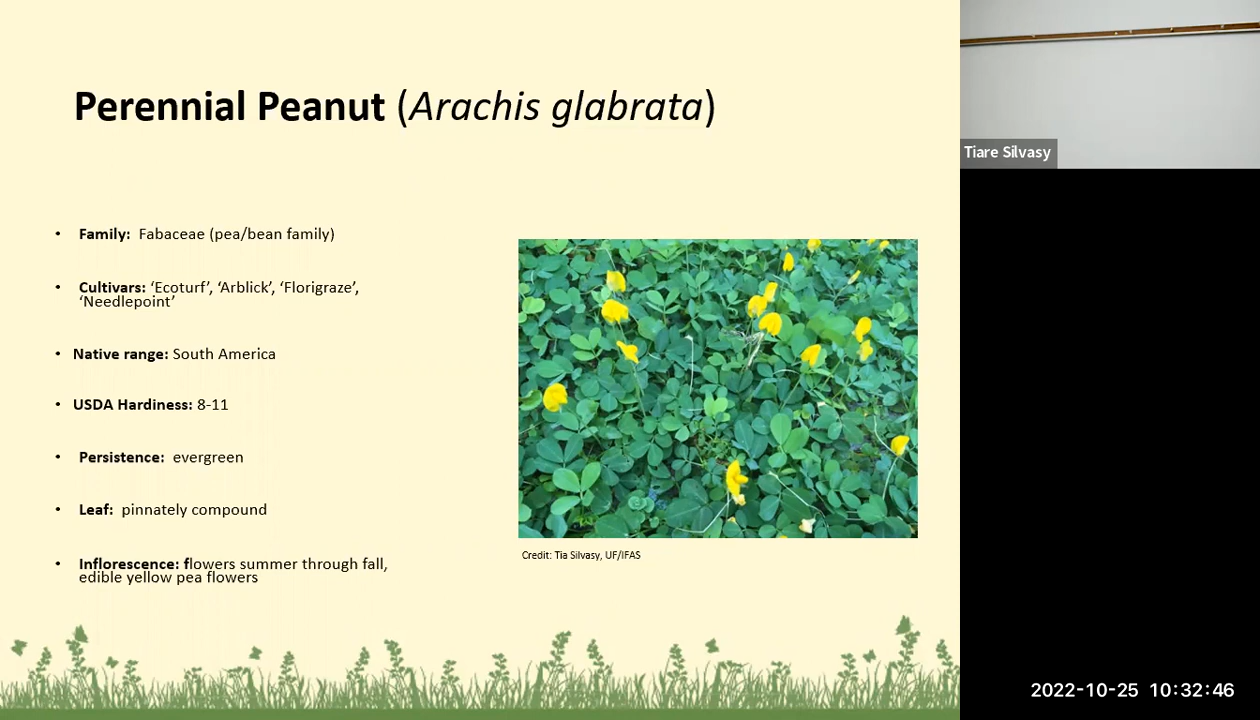 Perennial Peanut (Arachis glabrata)
Tiare Silvasy
• Family: Fabaceae (pea/bean family)
• Cultivars: ‘Ecoturf’, ‘Arblick’, ‘Florigraze’,
‘Needlepoint’
• Native range: South America
• USDA Hardiness: 8-11
• Persistence: evergreen
• Leaf: pinnately compound
• Inflorescence: flowers summer through fall,
edible yellow pea flowers
Credit: Tia Silvasy, UF/IFAS
2022-10-25 10:32:46